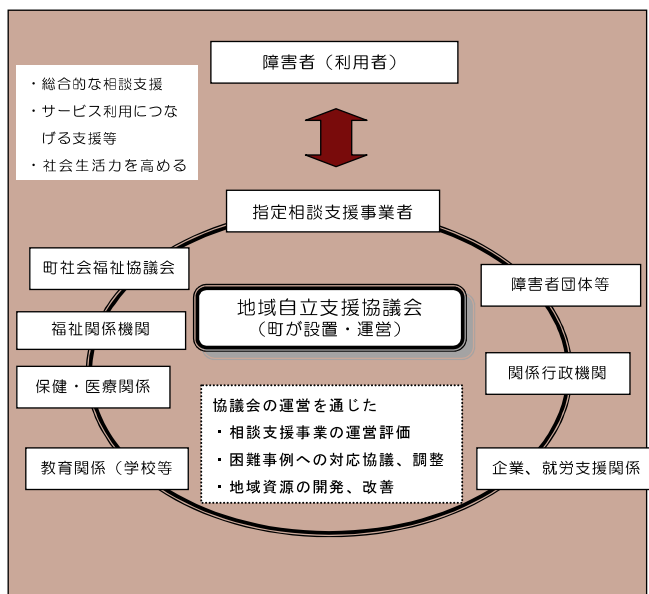 障害者（利用者）
・総合的な相談支援
・サービス利用につな
げる支援等
・社会生活力を高める
指定相談支援事業者
町社会福祉協議会
障害者団体等
地域自立支援協議会
（町が設置・運営）
福祉関係機関
関係行政機関
保健・医療関係
協議会の運営を通じた
・相談支援事業の運営評価
・困難事例への対応協議、調整
・地域資源の開発、改善
教育関係（学校等
企業、就労支援関係